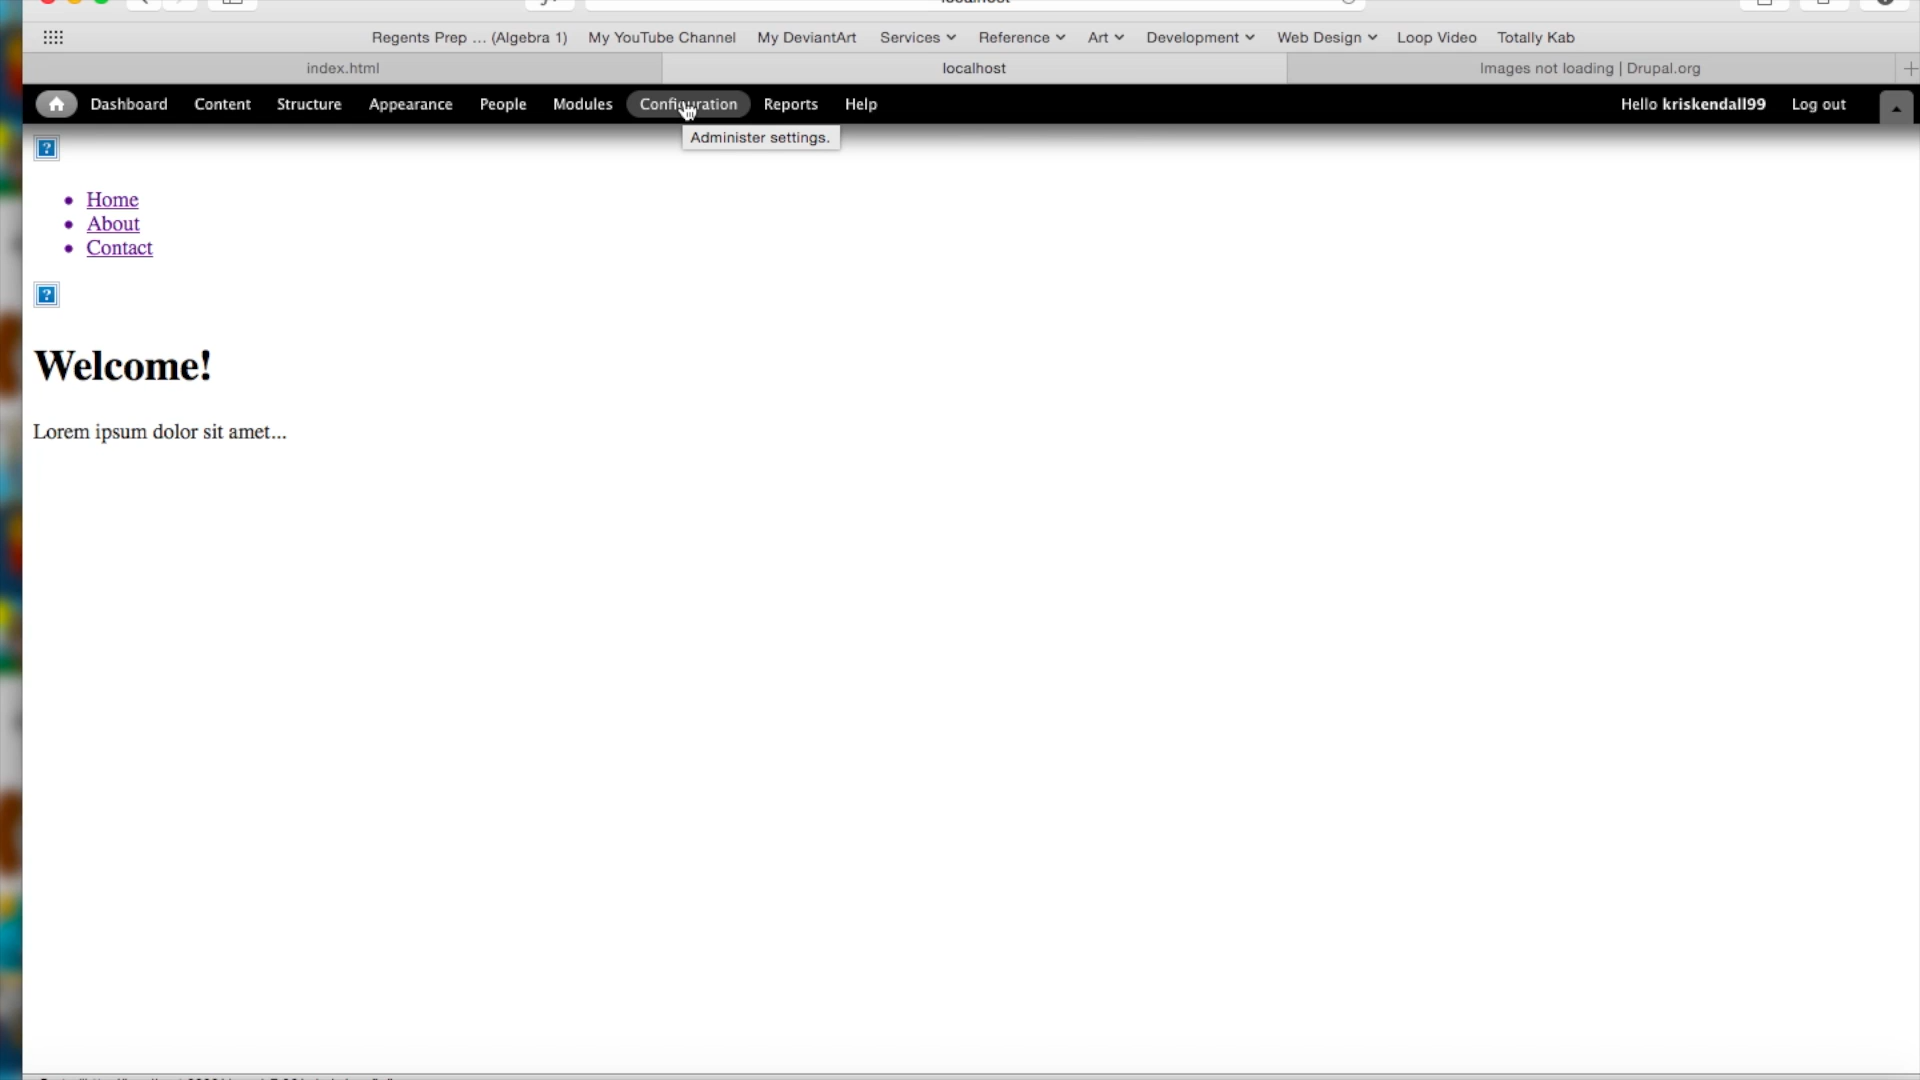 localhost
Regents Prep ... (Algebra 1) My YouTube Channel My DeviantArt Services Reference Art Development Web Design Loop Video Totally Kab
index.html localhost Images not loading | Drupal.org
Dashboard Content Structure Appearance People Modules Configuration Reports Help Hello kriskendall99 Log out
Administer settings.
Home
About
Contact
Welcome!
Lorem ipsum dolor sit amet...